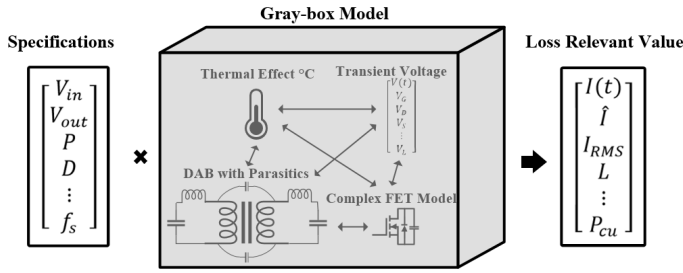 Gray-box Model
Specifications
Loss Relevant Value
V_in
V_out
P
D
⋮
f_s
×
Thermal Effect °C
Transient Voltage
V(t)
V_G
V_D
V_S
⋮
V_L
DAB with Parasitics
Complex FET Model
I(t)
Î
I_RMS
L
⋮
P_cu